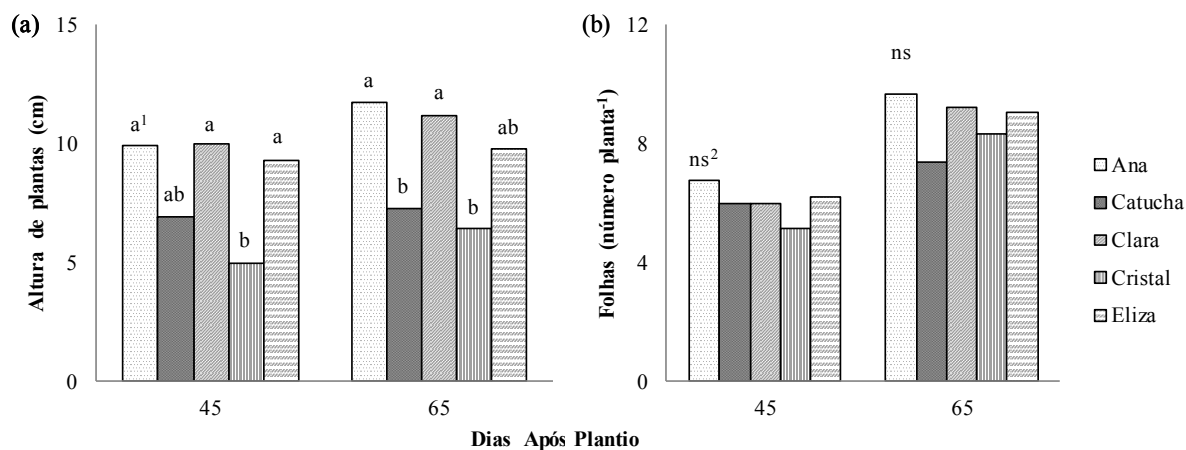 (a)
Altura de plantas (cm)
15
10
5
0
a¹
ab
a
b
a
a
b
a
b
ab
45
65
(b)
Folhas (número planta⁻¹)
12
8
4
0
ns²
ns
45
65
Dias Após Plantio
Ana
Catucha
Clara
Cristal
Eliza